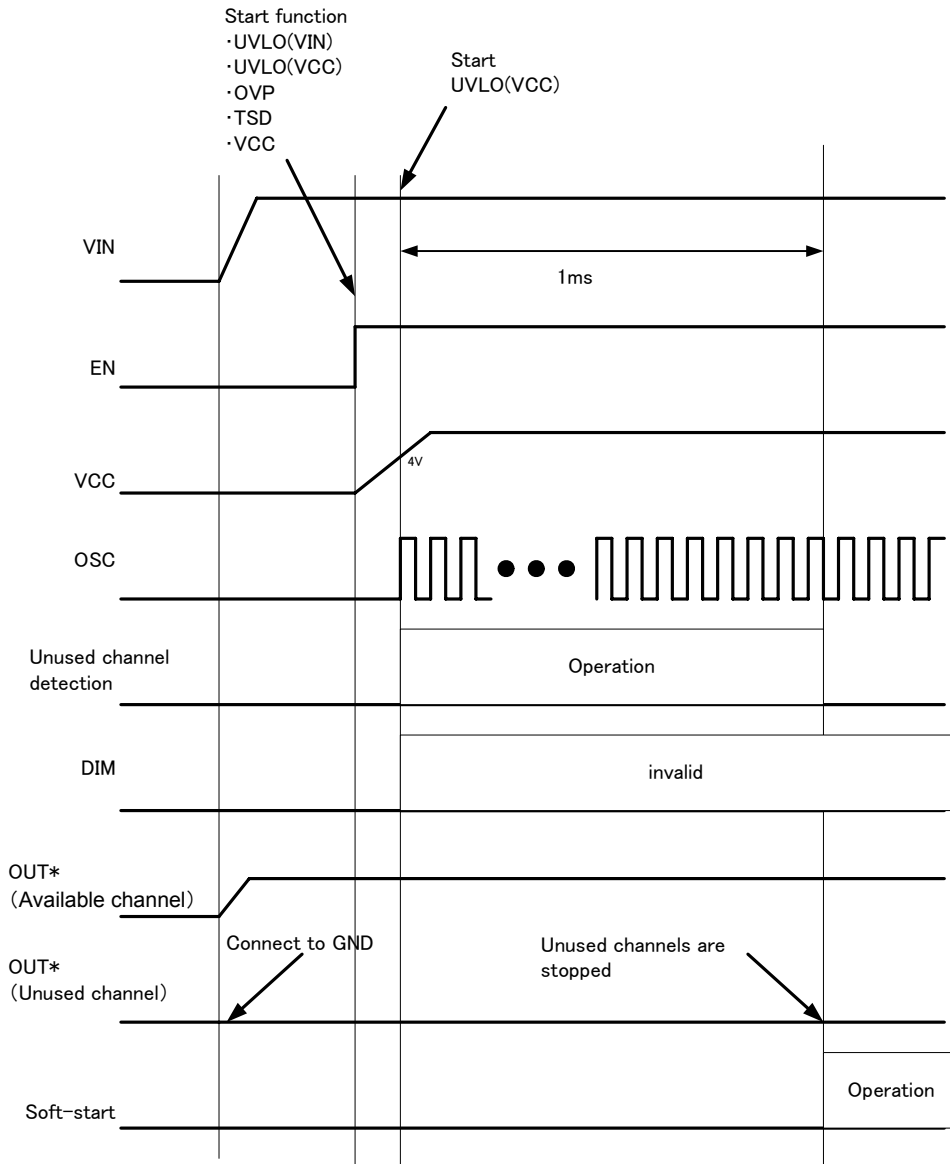 Start function
・UVLO(VIN)
・UVLO(VCC)
・OVP
・TSD
・VCC
Start
UVLO(VCC)
VIN
1ms
EN
4V
VCC
OSC
Unused channel
detection
Operation
DIM
invalid
OUT*
(Available channel)
Connect to GND
Unused channels are
stopped
OUT*
(Unused channel)
Operation
Soft-start